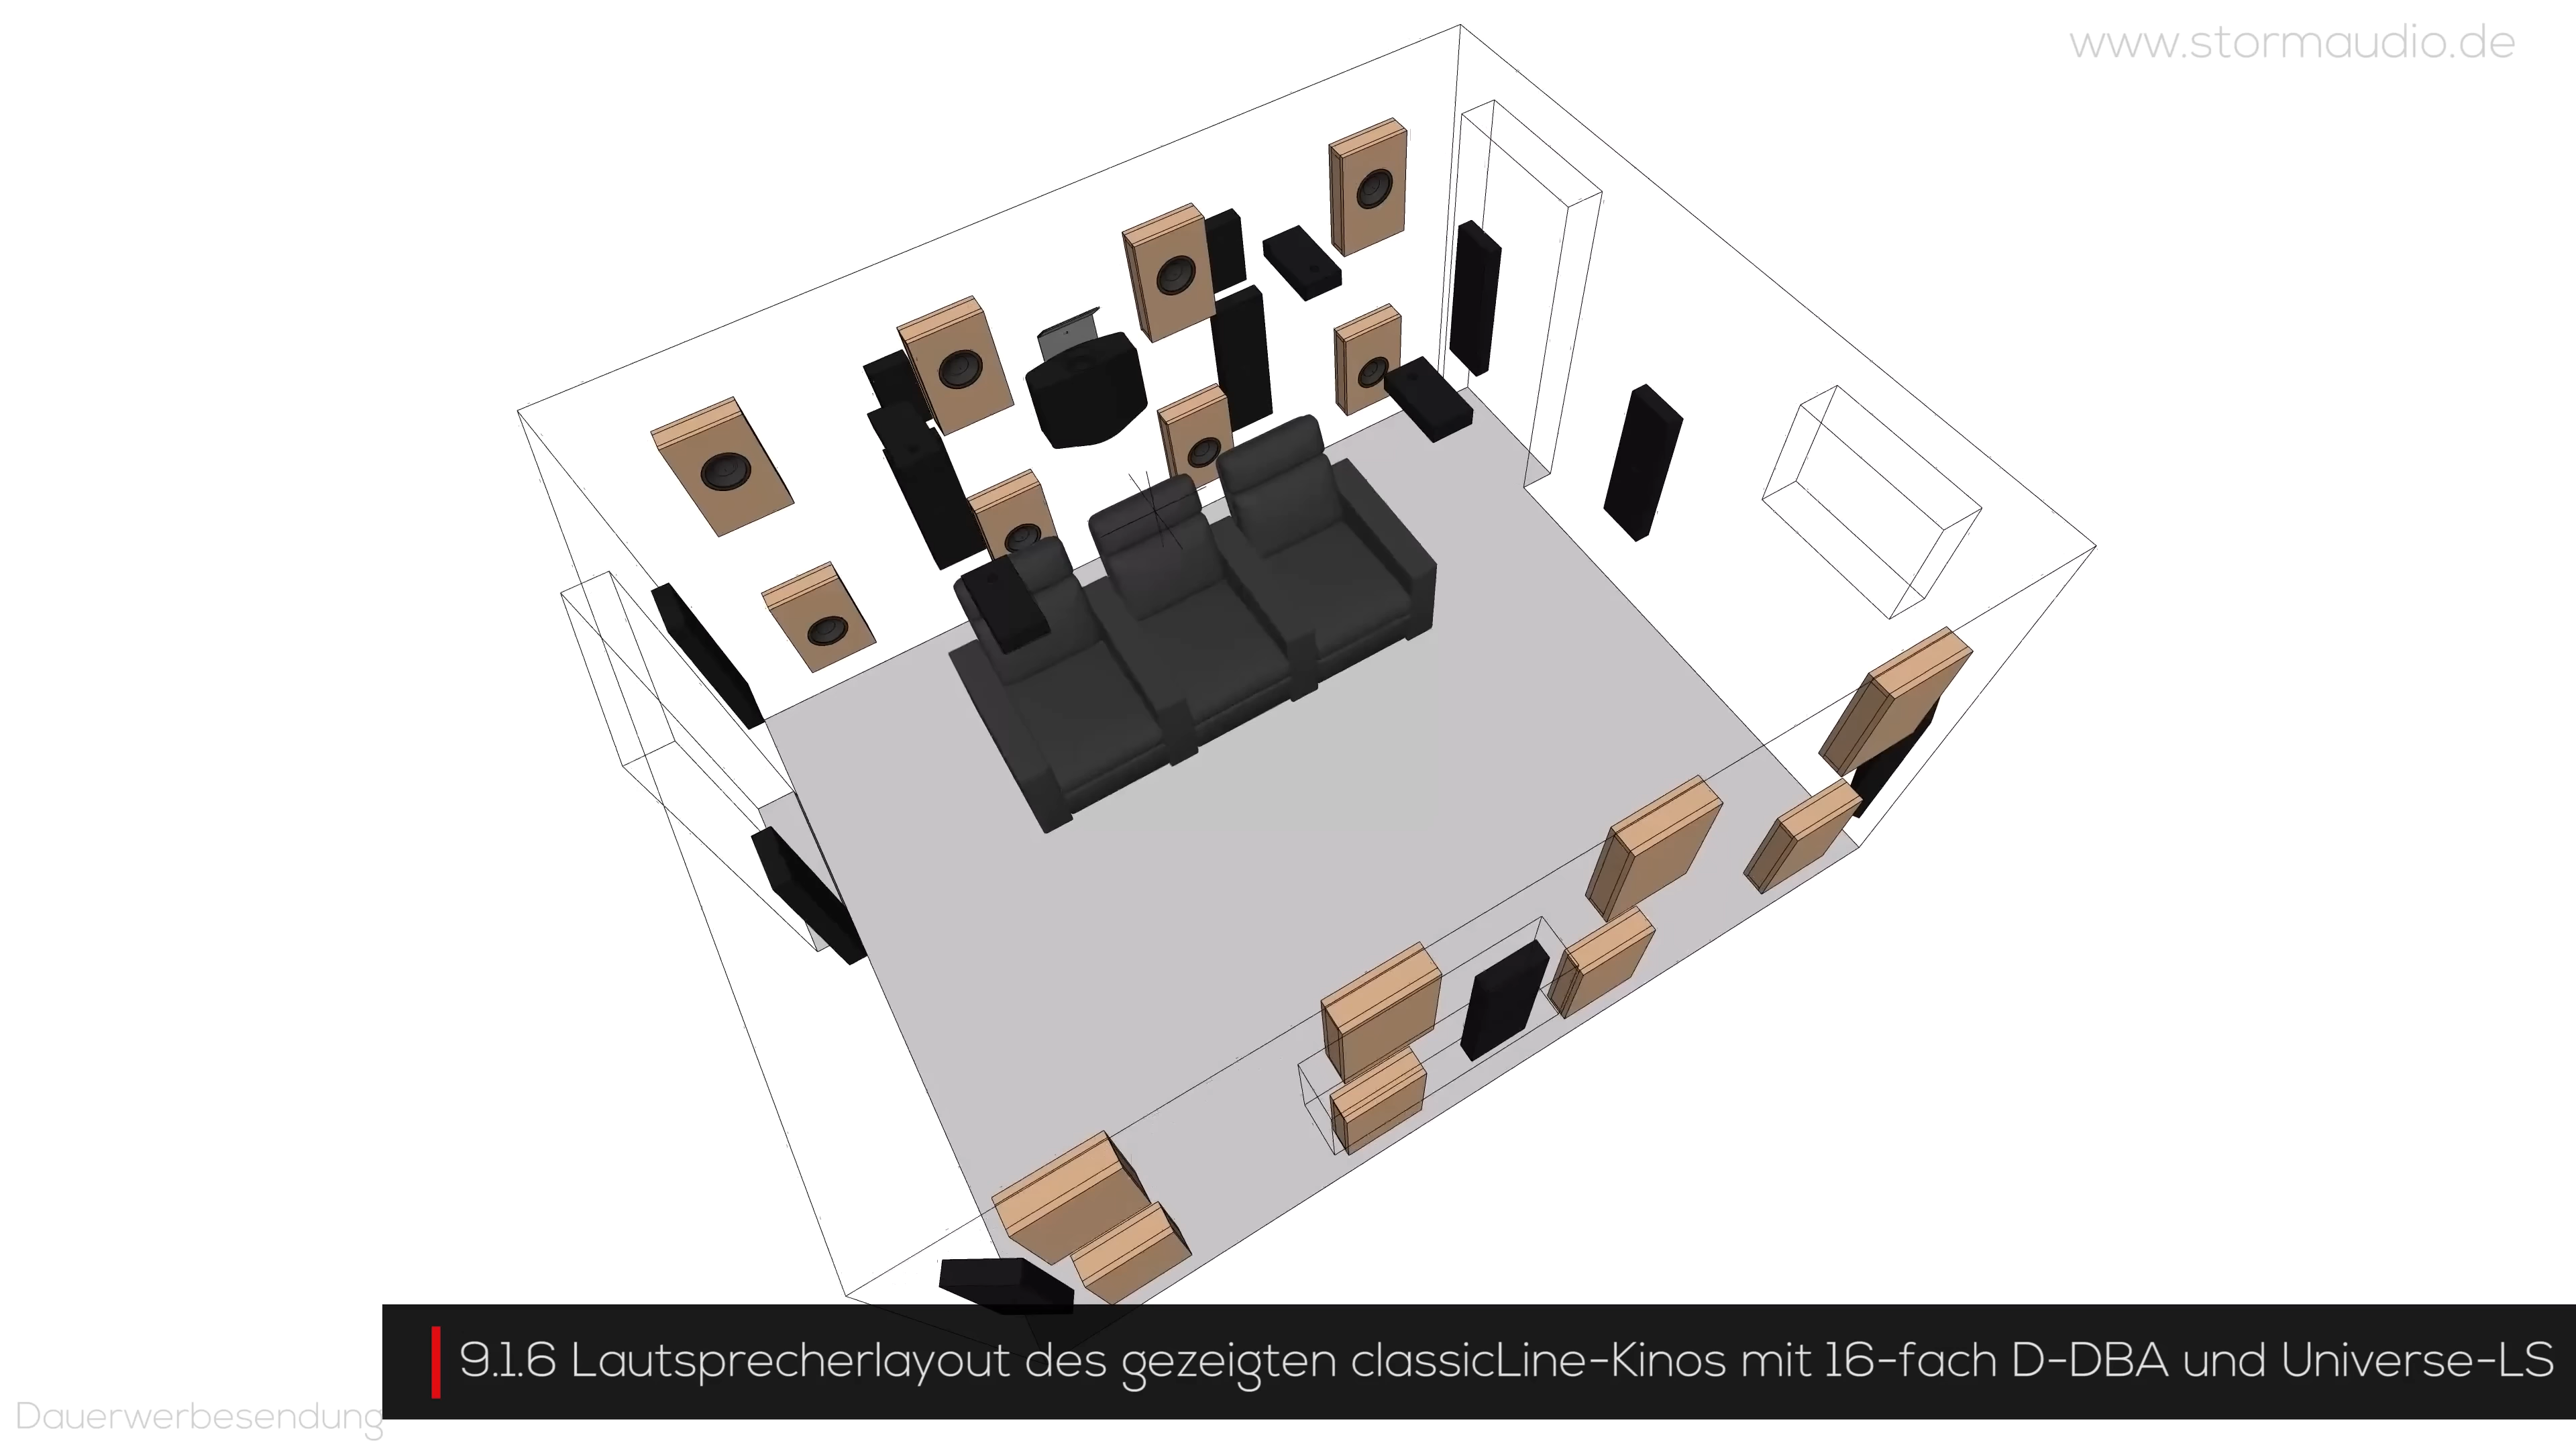 www.stormaudio.de
9.1.6 Lautsprecherlayout des gezeigten classicLine-Kinos mit 16-fach D-DBA und Universe-LS
Dauerwerbesendung